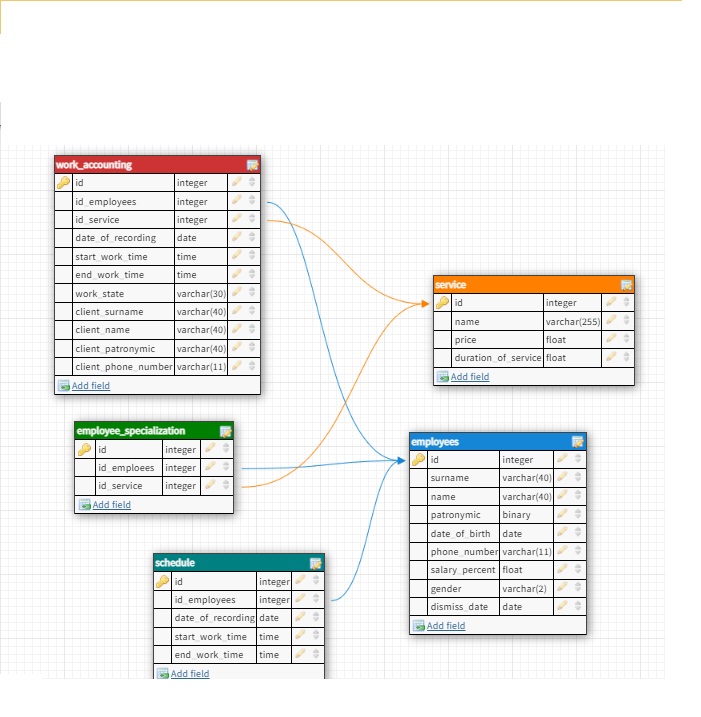 work_accounting
id integer
id_employees integer
id_service integer
date_of_recording date
start_work_time time
end_work_time time
work_state varchar(30)
client_surname varchar(40)
client_name varchar(40)
client_patronymic varchar(40)
client_phone_number varchar(11)
Add field
service
id integer
name varchar(255)
price float
duration_of_service float
Add field
employee_specialization
id integer
id_emploees integer
id_service integer
Add field
employees
id integer
surname varchar(40)
name varchar(40)
patronymic binary
date_of_birth date
phone_number varchar(11)
salary_percent float
gender varchar(2)
dismiss_date date
Add field
schedule
id integer
id_employees integer
date_of_recording date
start_work_time time
end_work_time time
Add field